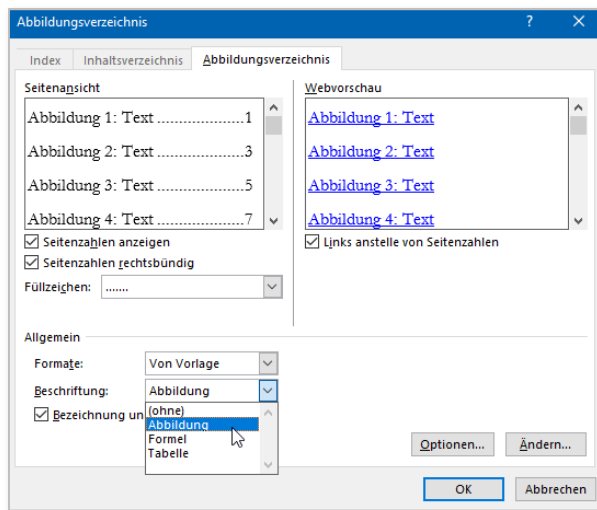 Abbildungsverzeichnis
Index Inhaltsverzeichnis Abbildungsverzeichnis
Seitenansicht
Abbildung 1: Text ....................1
Abbildung 2: Text ....................3
Abbildung 3: Text ....................5
Abbildung 4: Text ....................7
Seitenzahlen anzeigen
Seitenzahlen rechtsbündig
Füllzeichen: .......
Webvorschau
Abbildung 1: Text
Abbildung 2: Text
Abbildung 3: Text
Abbildung 4: Text
Links anstelle von Seitenzahlen
Allgemein
Formate: Von Vorlage
Beschriftung: Abbildung
Bezeichnung un
(ohne)
Abbildung
Formel
Tabelle
Optionen... Ändern...
OK Abbrechen